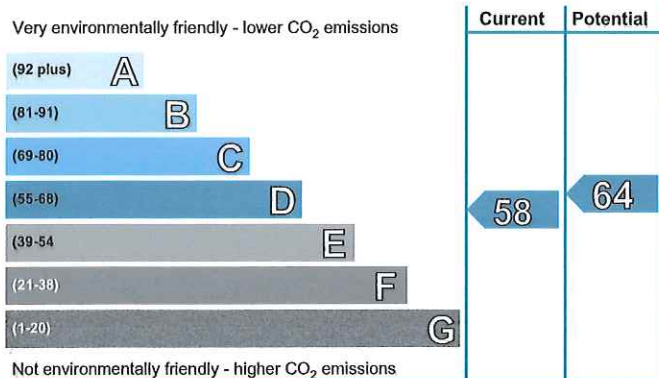 Very environmentally friendly - lower CO₂ emissions
Current
Potential
(92 plus) A
(81-91) B
(69-80) C
(55-68) D
(39-54 E
(21-38) F
(1-20) G
58
64
Not environmentally friendly - higher CO₂ emissions